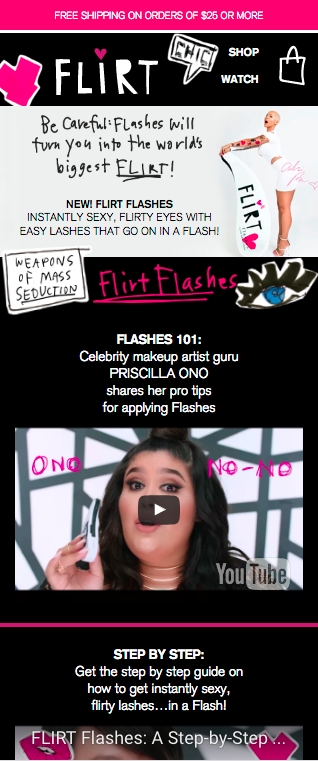 FREE SHIPPING ON ORDERS OF $25 OR MORE
FLiRT
CHIC
SHOP
WATCH
Be Careful: Flashes will
turn you into the world's
biggest FLIRT!
NEW! FLIRT FLASHES
INSTANTLY SEXY, FLIRTY EYES WITH
EASY LASHES THAT GO ON IN A FLASH!
FLIRT
WEAPONS
OF MASS
SEDUCTION
Flirt Flashes
FLASHES 101:
Celebrity makeup artist guru
PRISCILLA ONO
shares her pro tips
for applying Flashes
ONO
NO-NO
YouTube
STEP BY STEP:
Get the step by step guide on
how to get instantly sexy,
flirty lashes...in a Flash!
FLIRT Flashes: A Step-by-Step ...